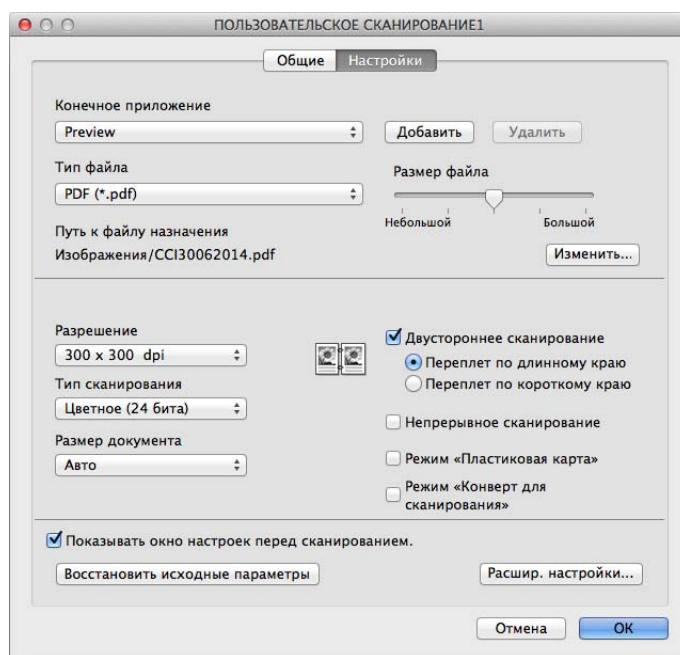 ПОЛЬЗОВАТЕЛЬСКОЕ СКАНИРОВАНИЕ1
Общие Настройки
Конечное приложение
Preview Добавить Удалить
Тип файла Размер файла
PDF (*.pdf)
Небольшой Большой
Путь к файлу назначения
Изображения/CCI30062014.pdf Изменить...
Разрешение
300 x 300 dpi
Тип сканирования
Цветное (24 бита)
Размер документа
Авто
Двустороннее сканирование
Переплет по длинному краю
Переплет по короткому краю
Непрерывное сканирование
Режим «Пластиковая карта»
Режим «Конверт для
сканирования»
Показывать окно настроек перед сканированием.
Восстановить исходные параметры Расшир. настройки...
Отмена OK